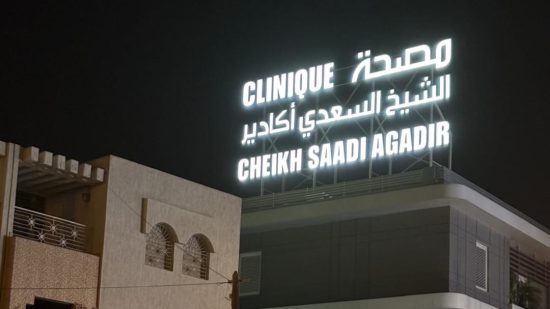 CLINIQUE مصحة
الشيخ السعدي أكادير
CHEIKH SAADI AGADIR